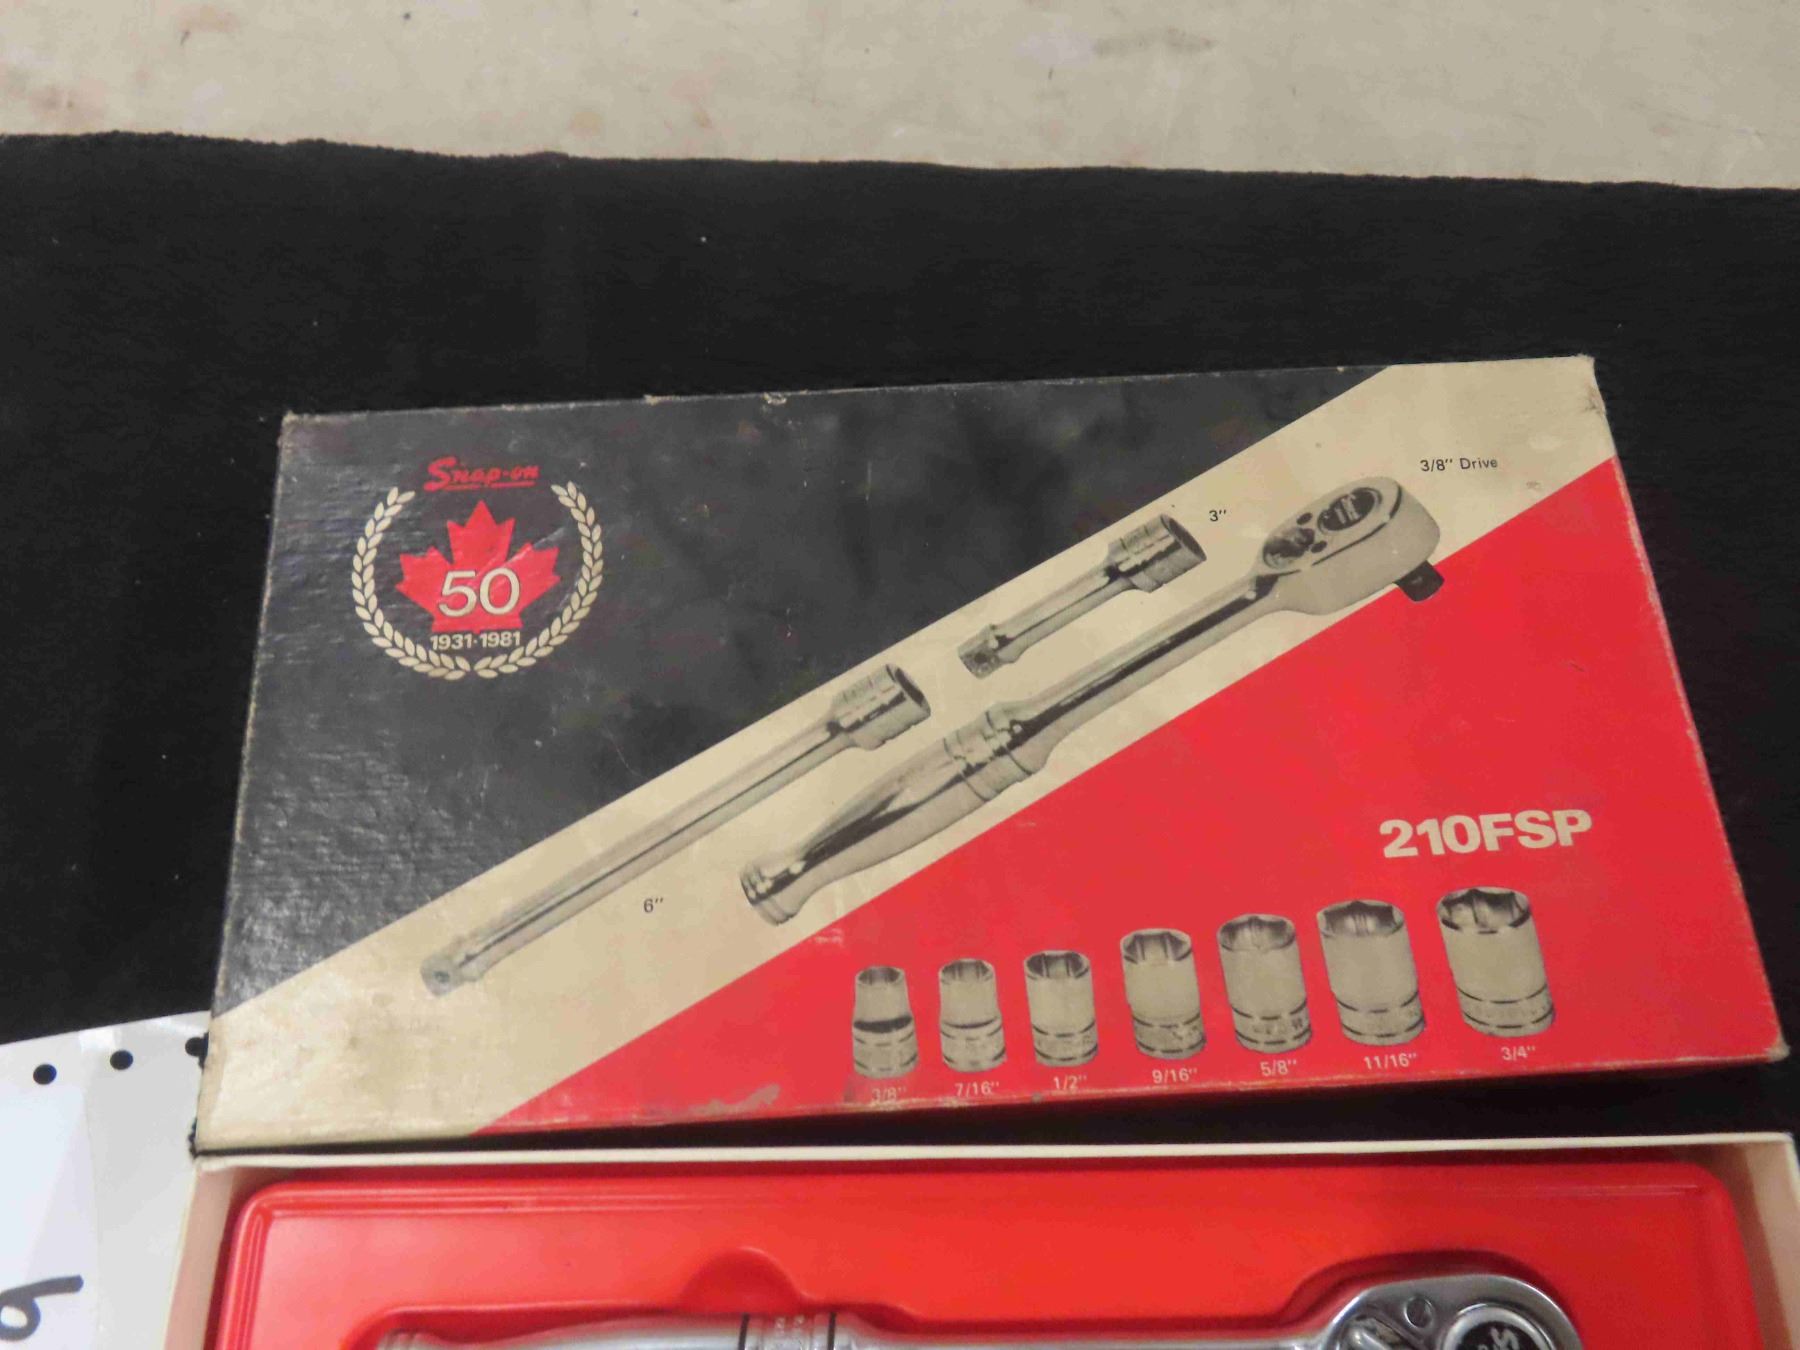 Snap-on
50
1931-1981
3/8" Drive
3"
6"
210FSP
3/8" 7/16" 1/2" 9/16" 5/8" 11/16" 3/4"